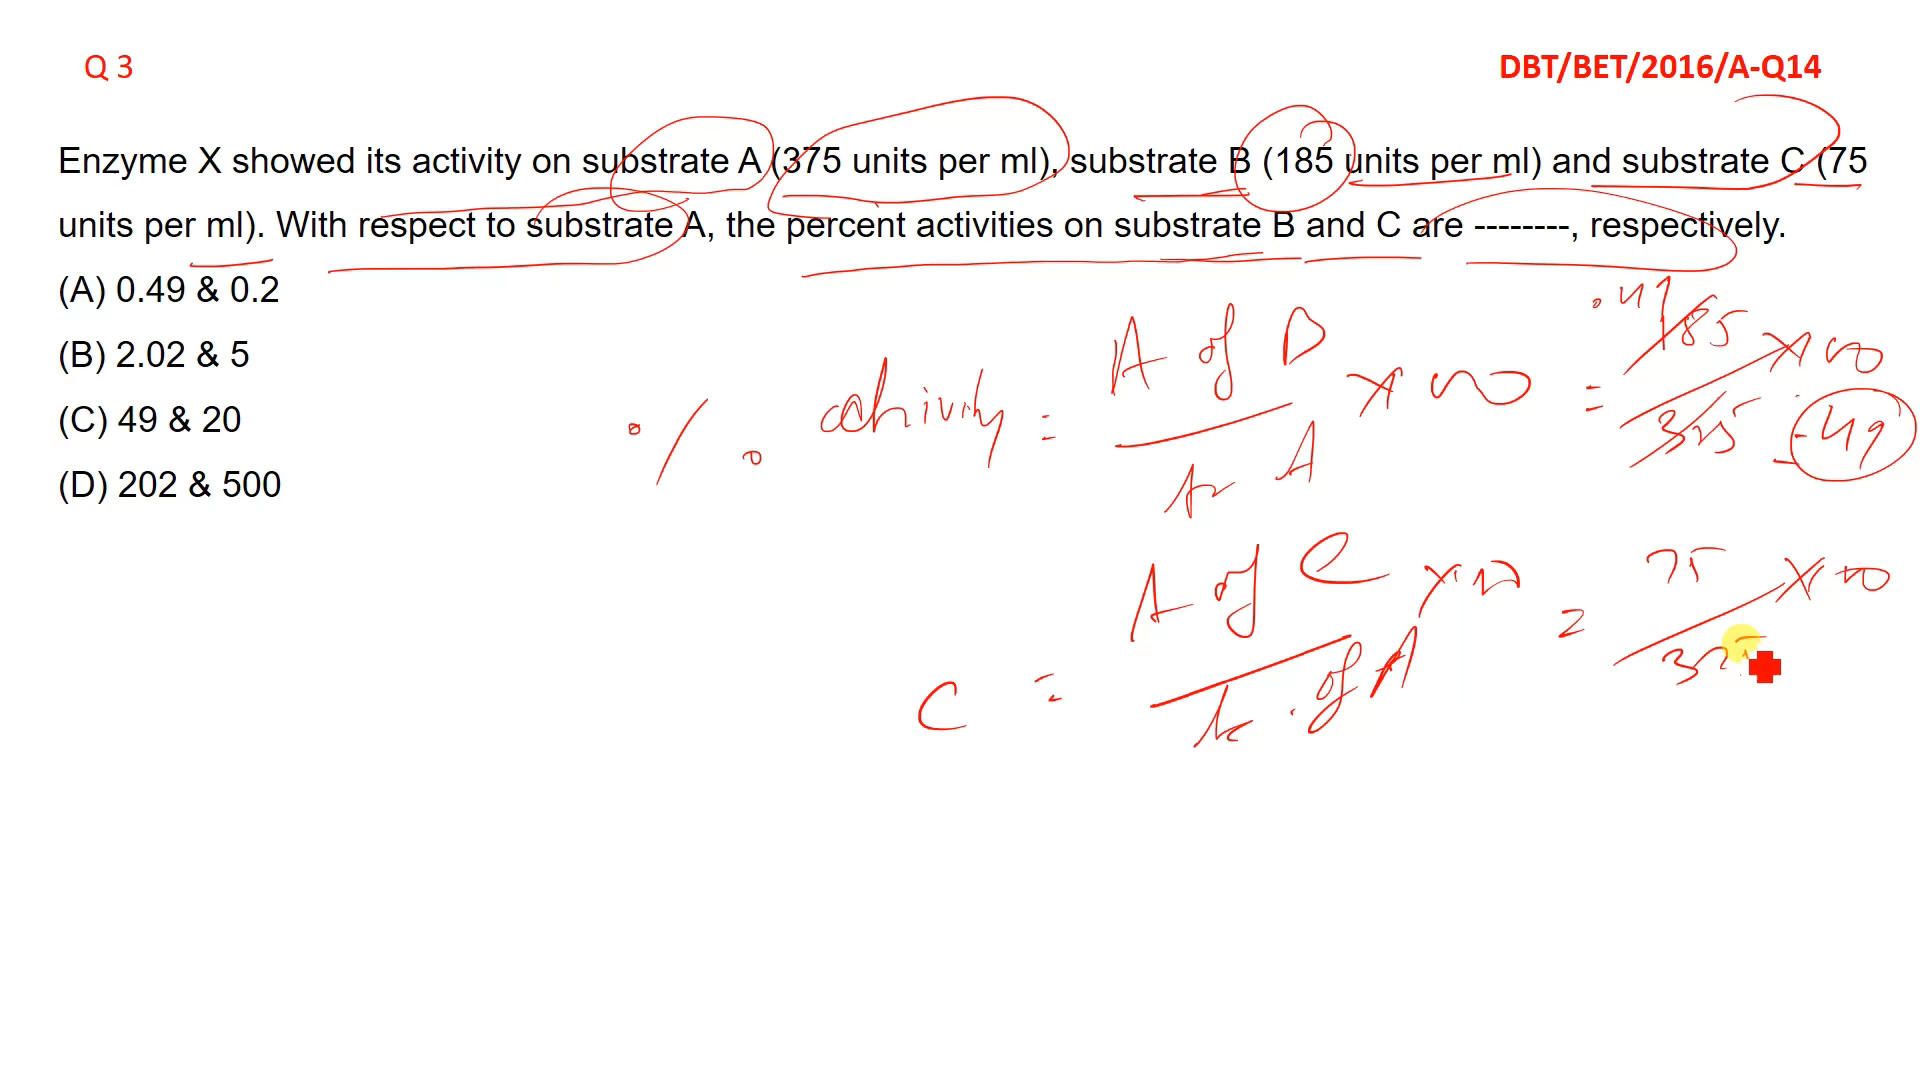 Q 3
DBT/BET/2016/A-Q14
Enzyme X showed its activity on substrate A (375 units per ml), substrate B (185 units per ml) and substrate C (75
units per ml). With respect to substrate A, the percent activities on substrate B and C are --------, respectively.
(A) 0.49 & 0.2
(B) 2.02 & 5
(C) 49 & 20
(D) 202 & 500
% activity = A of B × 100 = 185 × 100
A
= 49
A of C × 100 = 75 × 100
C = of A